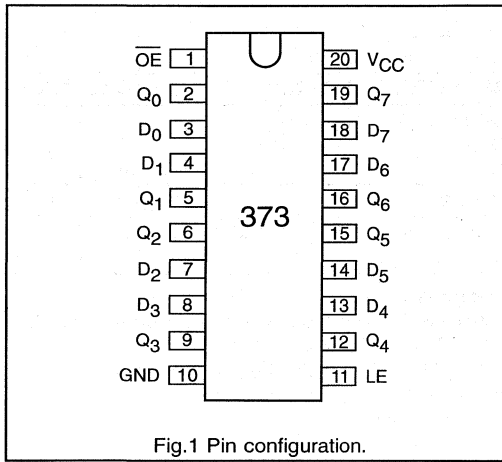 OE 1 20 VCC
Q0 2 19 Q7
D0 3 18 D7
D1 4 17 D6
Q1 5 16 Q6
373
Q2 6 15 Q5
D2 7 14 D5
D3 8 13 D4
Q3 9 12 Q4
GND 10 11 LE
Fig.1 Pin configuration.